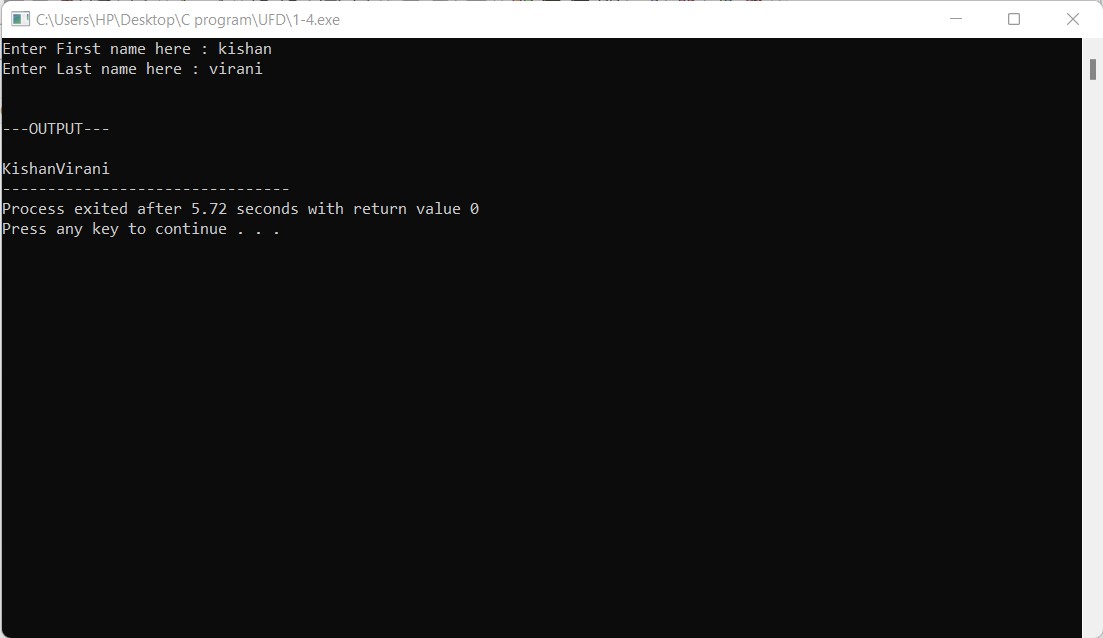 C:\Users\HP\Desktop\C program\UFD\1-4.exe
Enter First name here : kishan
Enter Last name here : virani
---OUTPUT---
KishanVirani
--------------------------------
Process exited after 5.72 seconds with return value 0
Press any key to continue . . .